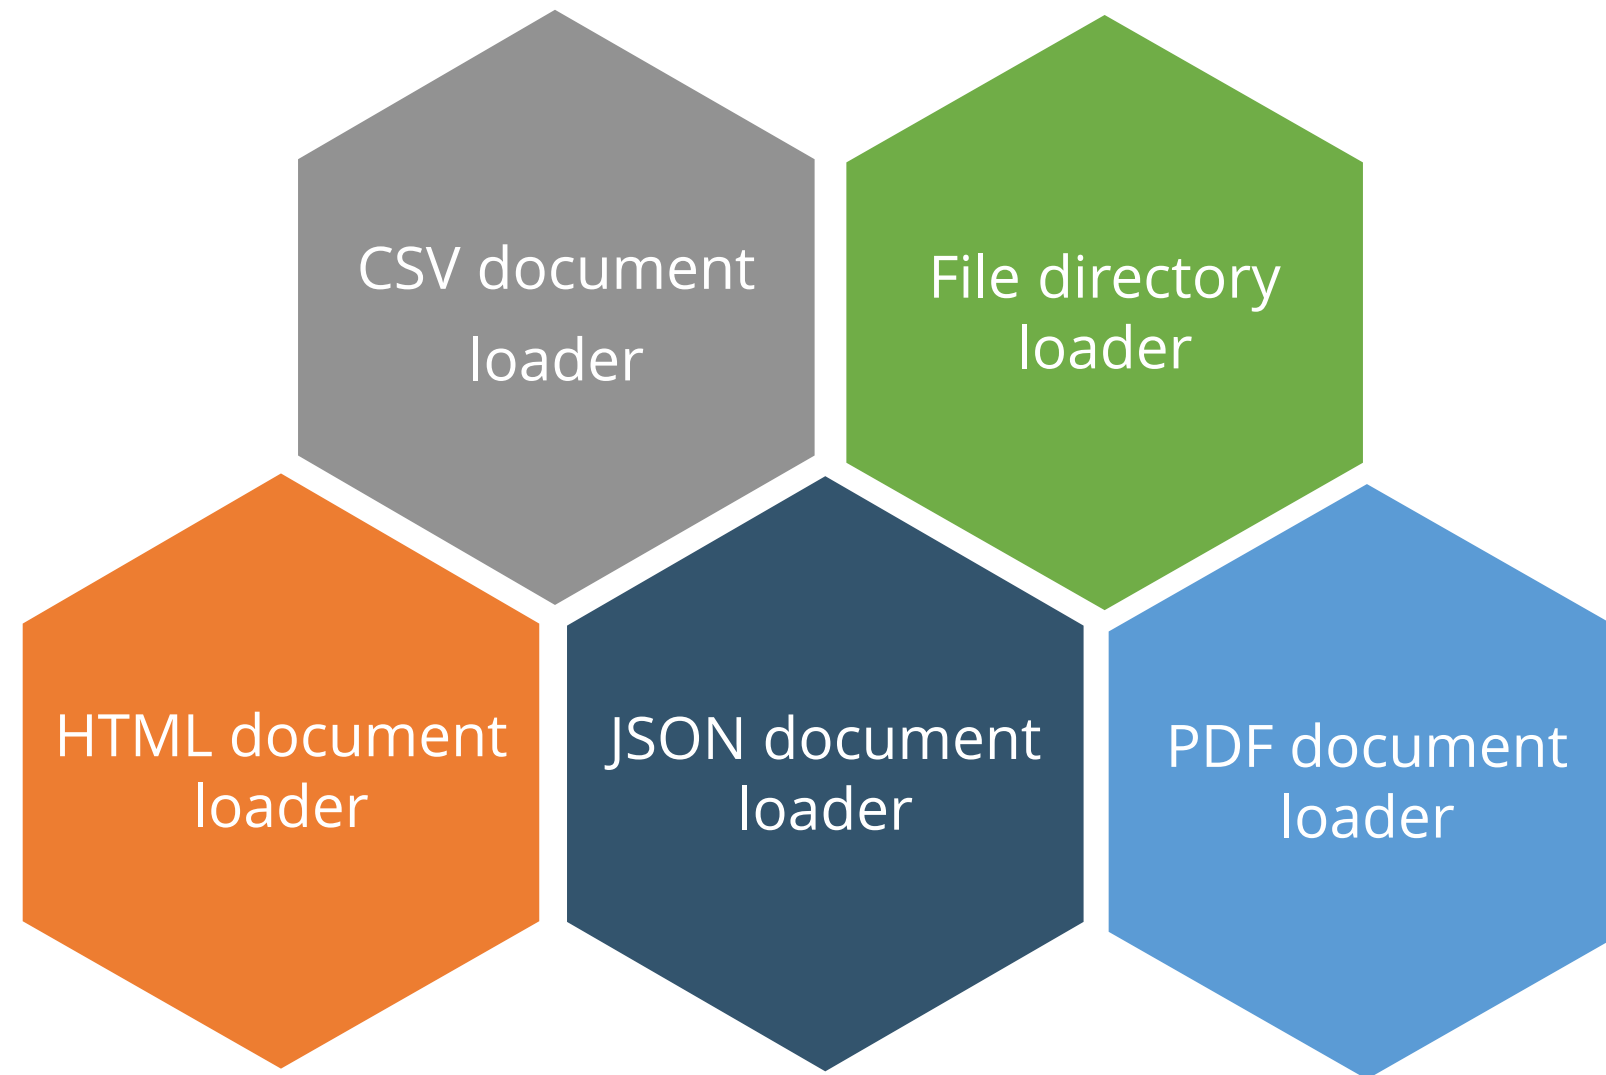 CSV document
loader
File directory
loader
HTML document
loader
JSON document
loader
PDF document
loader